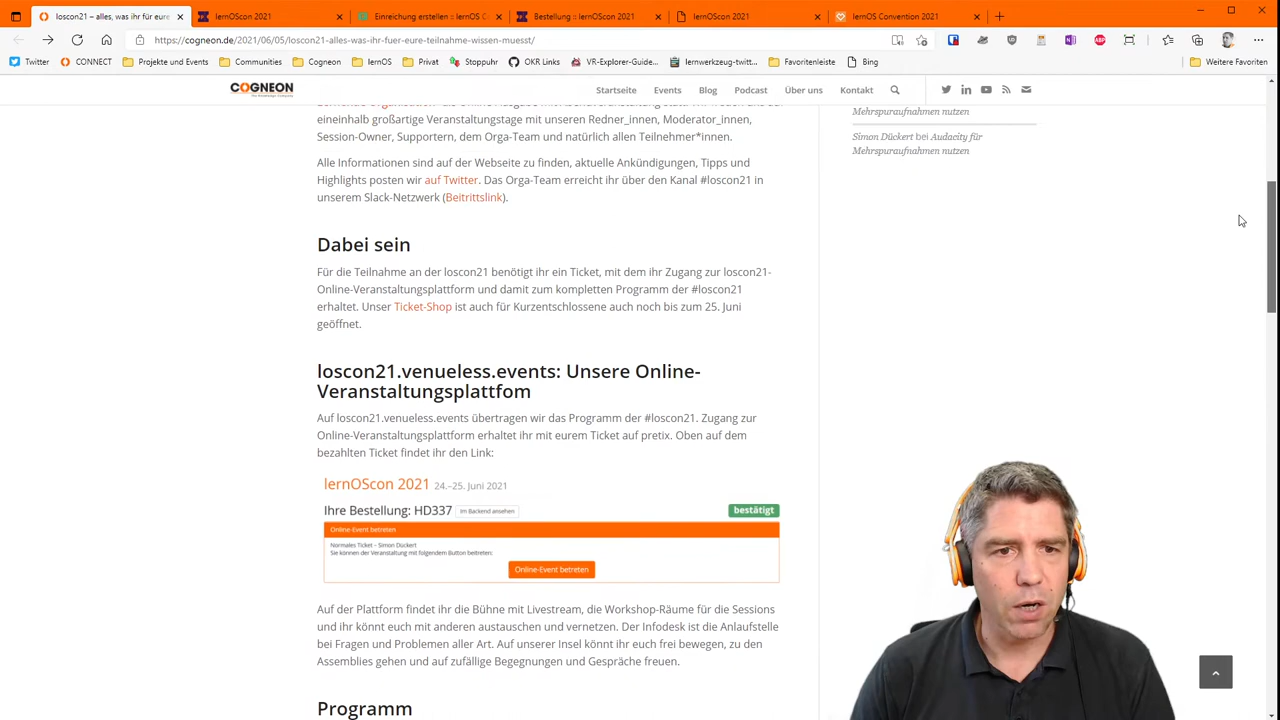 loscon21 – alles, was ihr für eure
lernOScon 2021
Einreichung erstellen :: lernOS C
Bestellung :: lernOScon 2021
lernOScon 2021
lernOS Convention 2021
https://cogneon.de/2021/06/05/loscon21-alles-was-ihr-fuer-eure-teilnahme-wissen-muesst/
Twitter
CONNECT
Projekte und Events
Communities
Cogneon
lernOS
Privat
Stoppuhr
OKR Links
VR-Explorer-Guide...
lernwerkzeug-twitt...
Favoritenleiste
Bing
Weitere Favoriten
COGNEON
Startseite
Events
Blog
Podcast
Über uns
Kontakt
eineinhalb großartige Veranstaltungstage mit unseren Redner_innen, Moderator_innen,
Session-Owner, Supportern, dem Orga-Team und natürlich allen Teilnehmer*innen.
Alle Informationen sind auf der Webseite zu finden, aktuelle Ankündigungen, Tipps und
Highlights posten wir auf Twitter. Das Orga-Team erreicht ihr über den Kanal #loscon21 in
unserem Slack-Netzwerk (Beitrittslink).
Mehrspuraufnahmen nutzen
Simon Dückert bei Audacity für
Mehrspuraufnahmen nutzen
Dabei sein
Für die Teilnahme an der loscon21 benötigt ihr ein Ticket, mit dem ihr Zugang zur loscon21-
Online-Veranstaltungsplattform und damit zum kompletten Programm der #loscon21
erhaltet. Unser Ticket-Shop ist auch für Kurzentschlossene auch noch bis zum 25. Juni
geöffnet.
loscon21.venueless.events: Unsere Online-
Veranstaltungsplattfom
Auf loscon21.venueless.events übertragen wir das Programm der #loscon21. Zugang zur
Online-Veranstaltungsplattform erhaltet ihr mit eurem Ticket auf pretix. Oben auf dem
bezahlten Ticket findet ihr den Link:
lernOScon 2021 24.–25. Juni 2021
Ihre Bestellung: HD337 Im Backend ansehen
bestätigt
Online-Event betreten
Normales Ticket – Simon Dückert
Sie können der Veranstaltung mit folgendem Button beitreten:
Online-Event betreten
Auf der Plattform findet ihr die Bühne mit Livestream, die Workshop-Räume für die Sessions
und ihr könnt euch mit anderen austauschen und vernetzen. Der Infodesk ist die Anlaufstelle
bei Fragen und Problemen aller Art. Auf unserer Insel könnt ihr euch frei bewegen, zu den
Assemblies gehen und auf zufällige Begegnungen und Gespräche freuen.
Programm